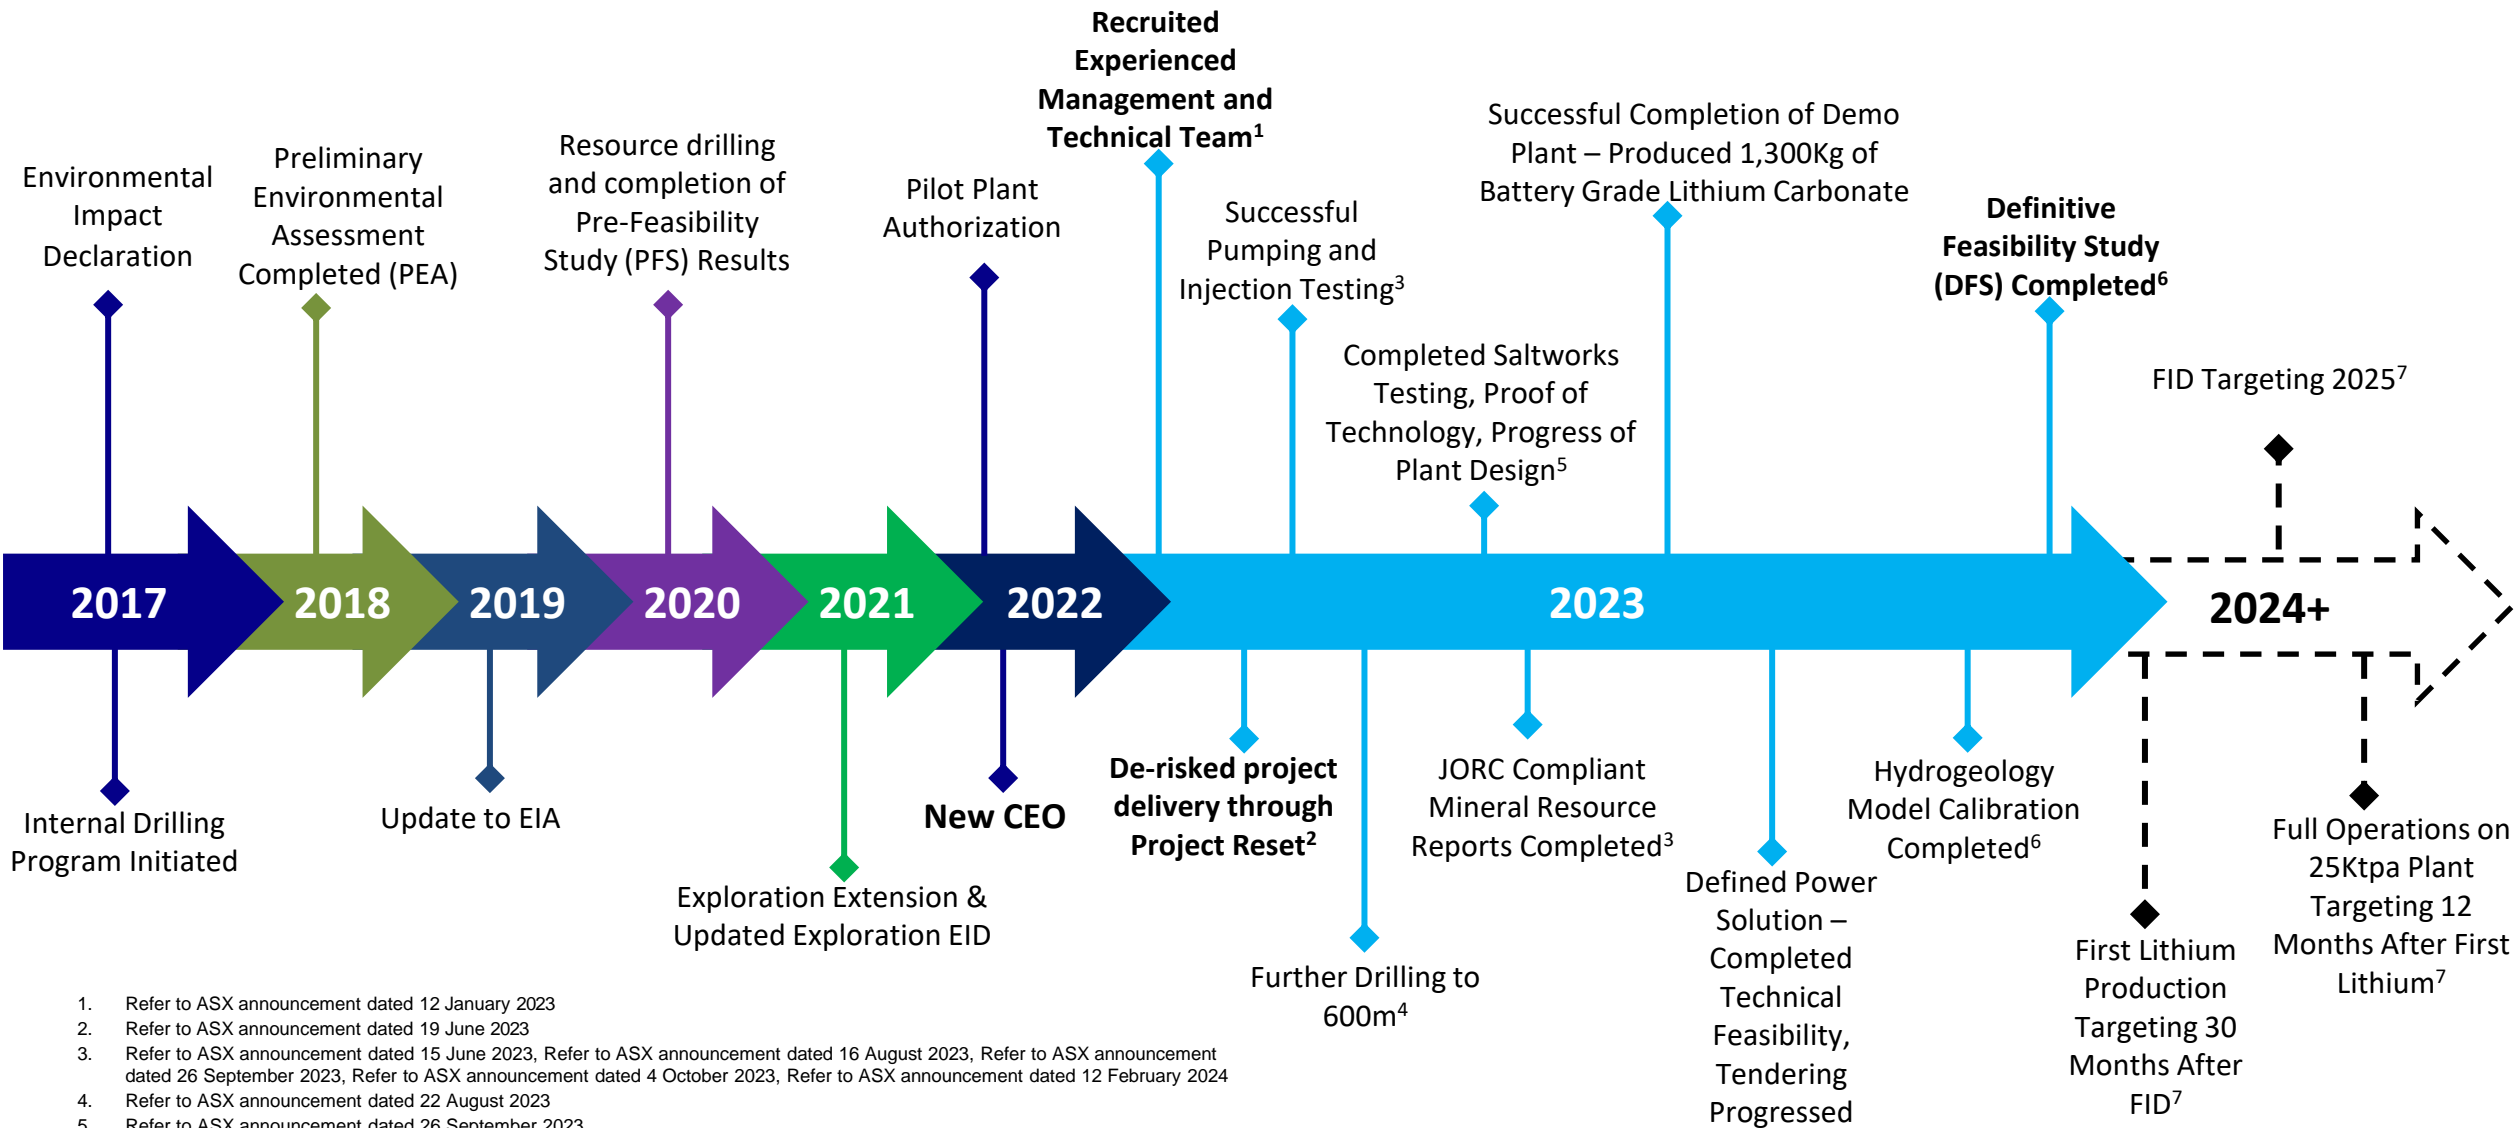 Recruited
Experienced
Management and
Technical Team1
Environmental
Impact
Declaration
Preliminary
Environmental
Assessment
Completed (PEA)
Resource drilling
and completion of
Pre-Feasibility
Study (PFS) Results
Pilot Plant
Authorization
Successful
Pumping and
Injection Testing3
Completed Saltworks
Testing, Proof of
Technology, Progress of
Plant Design5
Successful Completion of Demo
Plant – Produced 1,300Kg of
Battery Grade Lithium Carbonate
Definitive
Feasibility Study
(DFS) Completed6
FID Targeting 20257
2017
2018
2019
2020
2021
2022
2023
2024+
Internal Drilling
Program Initiated
Update to EIA
Exploration Extension &
Updated Exploration EID
New CEO
De-risked project
delivery through
Project Reset2
Further Drilling to
600m4
JORC Compliant
Mineral Resource
Reports Completed3
Defined Power
Solution –
Completed
Technical
Feasibility,
Tendering
Progressed
Hydrogeology
Model Calibration
Completed6
First Lithium
Production
Targeting 30
Months After
FID7
Full Operations on
25Ktpa Plant
Targeting 12
Months After First
Lithium7
1. Refer to ASX announcement dated 12 January 2023
2. Refer to ASX announcement dated 19 June 2023
3. Refer to ASX announcement dated 15 June 2023, Refer to ASX announcement dated 16 August 2023, Refer to ASX announcement
dated 26 September 2023, Refer to ASX announcement dated 4 October 2023, Refer to ASX announcement dated 12 February 2024
4. Refer to ASX announcement dated 22 August 2023
5. Refer to ASX announcement dated 26 September 2023